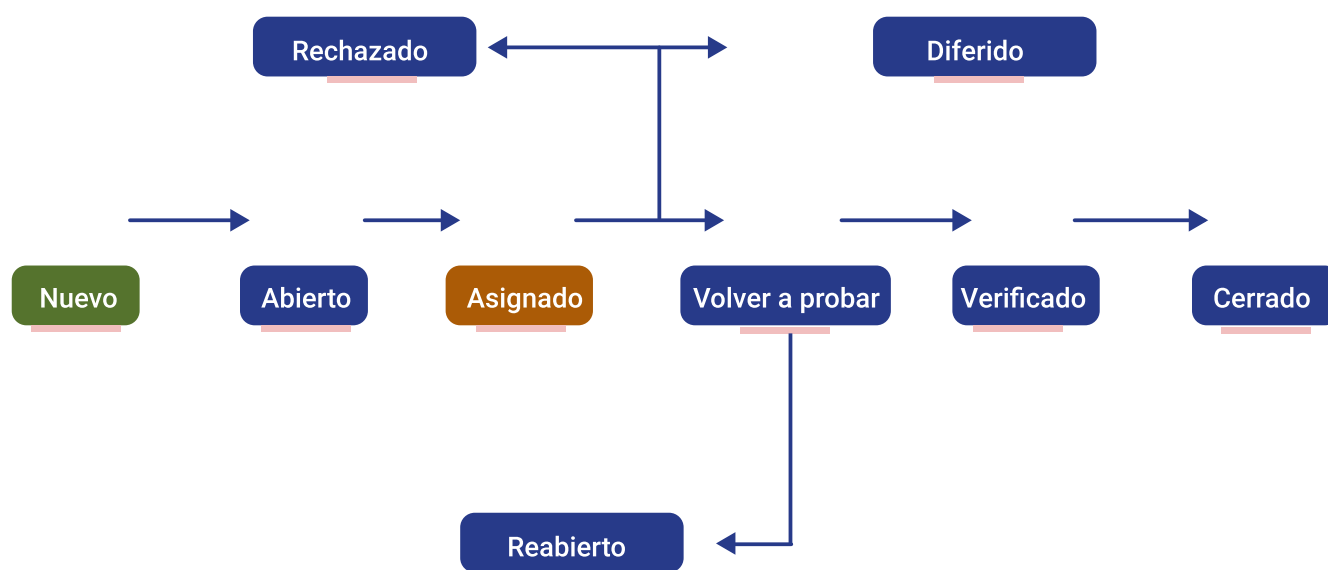 Rechazado
Diferido
Nuevo
Abierto
Asignado
Volver a probar
Verificado
Cerrado
Reabierto